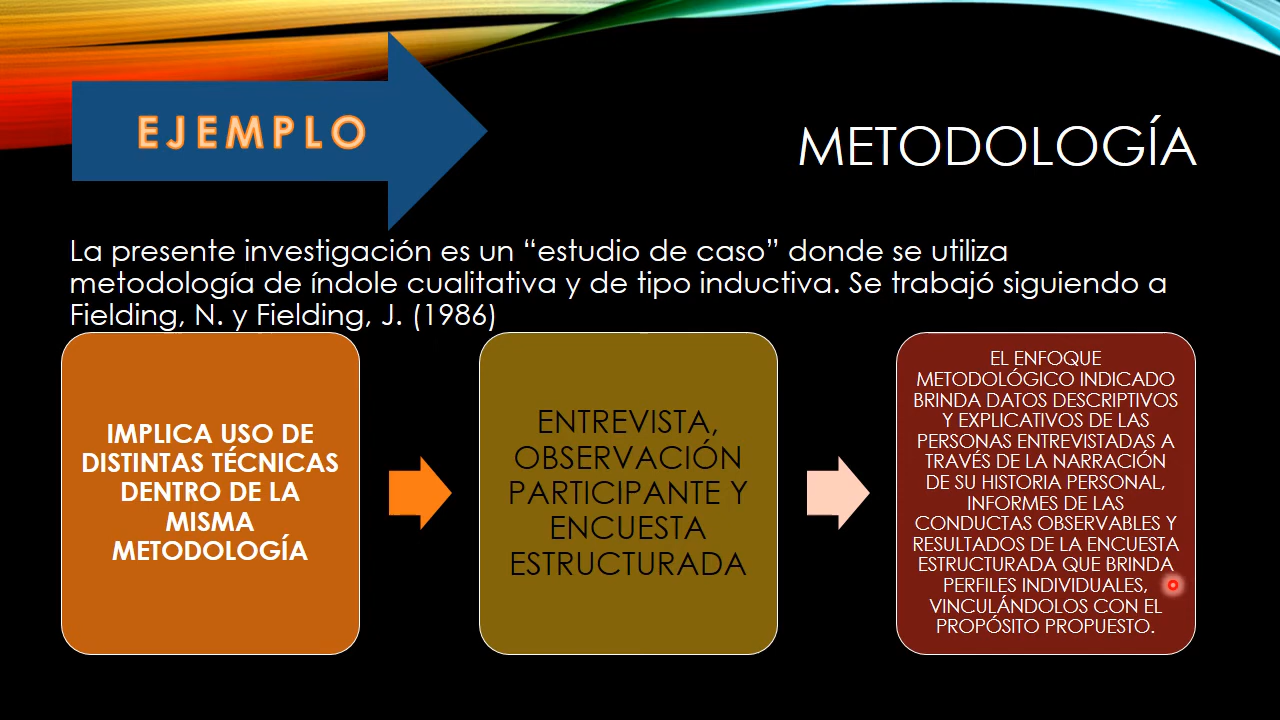 EJEMPLO
METODOLOGÍA
La presente investigación es un “estudio de caso” donde se utiliza
metodología de índole cualitativa y de tipo inductiva. Se trabajó siguiendo a
Fielding, N. y Fielding, J. (1986)
IMPLICA USO DE
DISTINTAS TÉCNICAS
DENTRO DE LA
MISMA
METODOLOGÍA
ENTREVISTA,
OBSERVACIÓN
PARTICIPANTE Y
ENCUESTA
ESTRUCTURADA
EL ENFOQUE
METODOLÓGICO INDICADO
BRINDA DATOS DESCRIPTIVOS
Y EXPLICATIVOS DE LAS
PERSONAS ENTREVISTADAS A
TRAVÉS DE LA NARRACIÓN
DE SU HISTORIA PERSONAL,
INFORMES DE LAS
CONDUCTAS OBSERVABLES Y
RESULTADOS DE LA ENCUESTA
ESTRUCTURADA QUE BRINDA
PERFILES INDIVIDUALES,
VINCULÁNDOLOS CON EL
PROPÓSITO PROPUESTO.